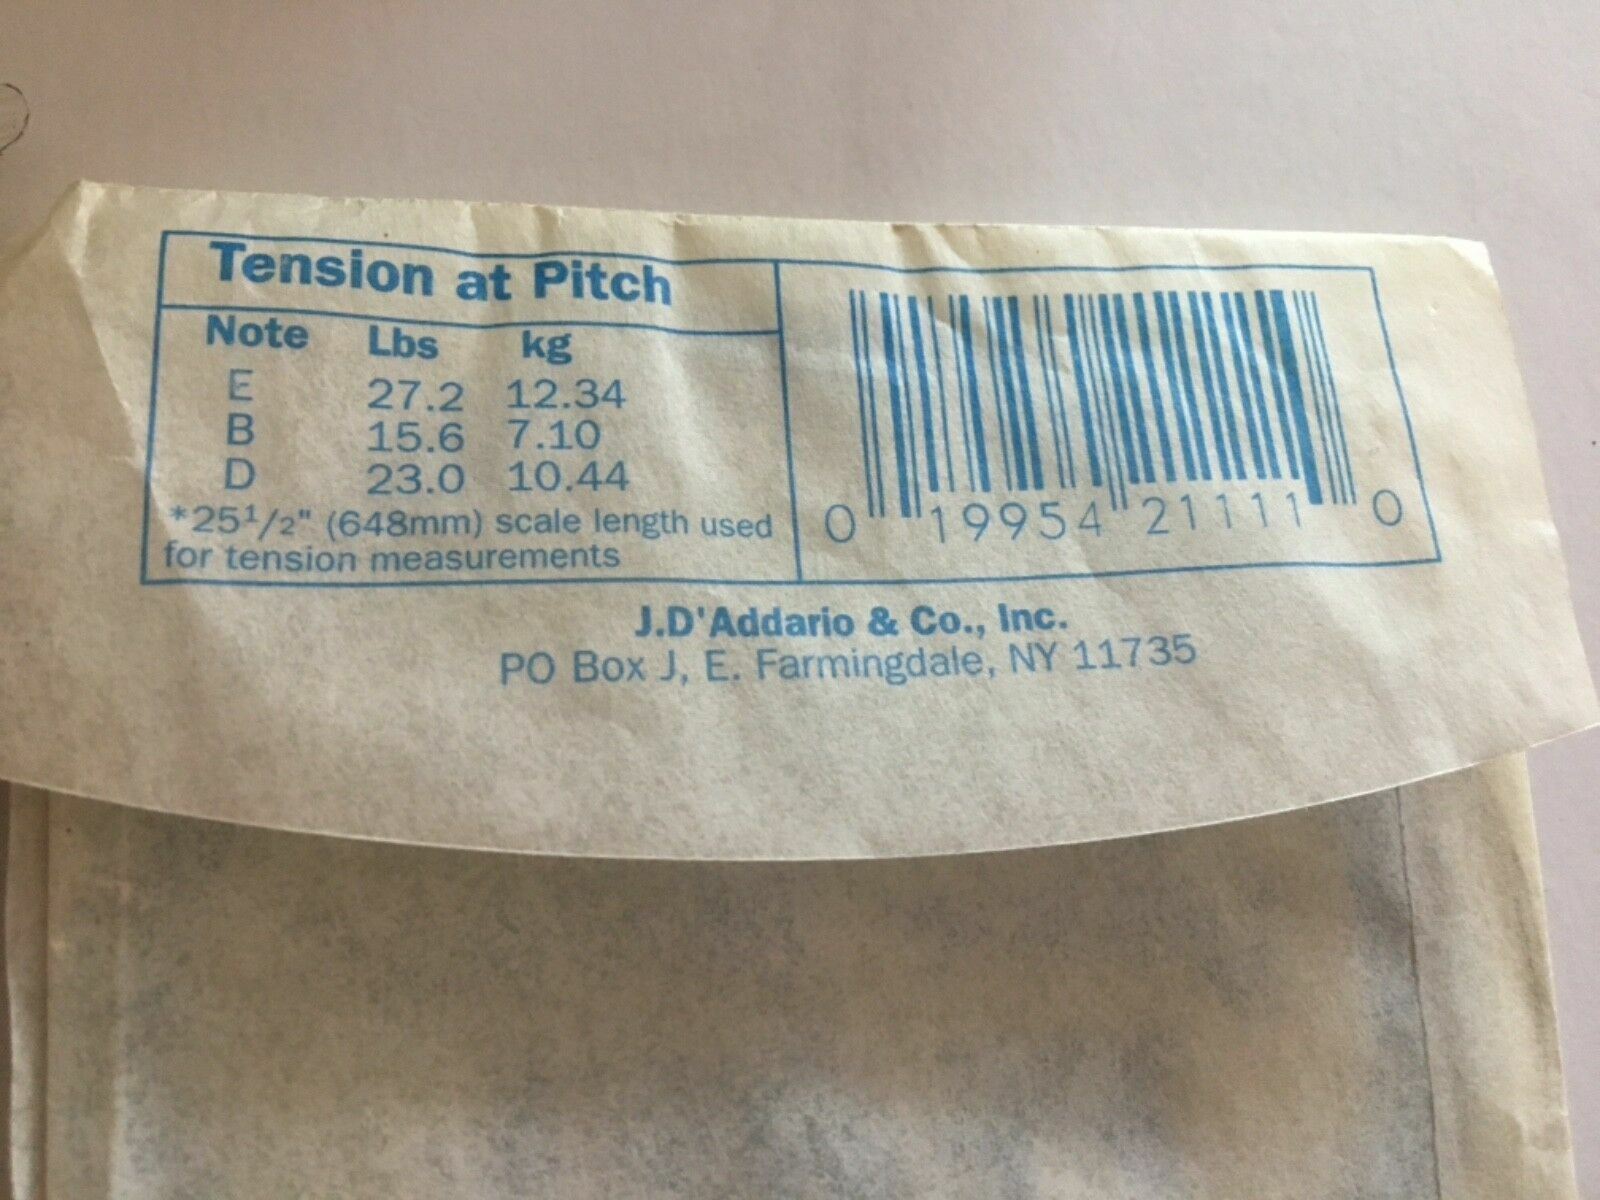 Tension at Pitch
Note Lbs kg
E 27.2 12.34
B 15.6 7.10
D 23.0 10.44
*25 1/2" (648mm) scale length used
for tension measurements
0 19954 21111 0
J.D'Addario & Co., Inc.
PO Box J, E. Farmingdale, NY 11735